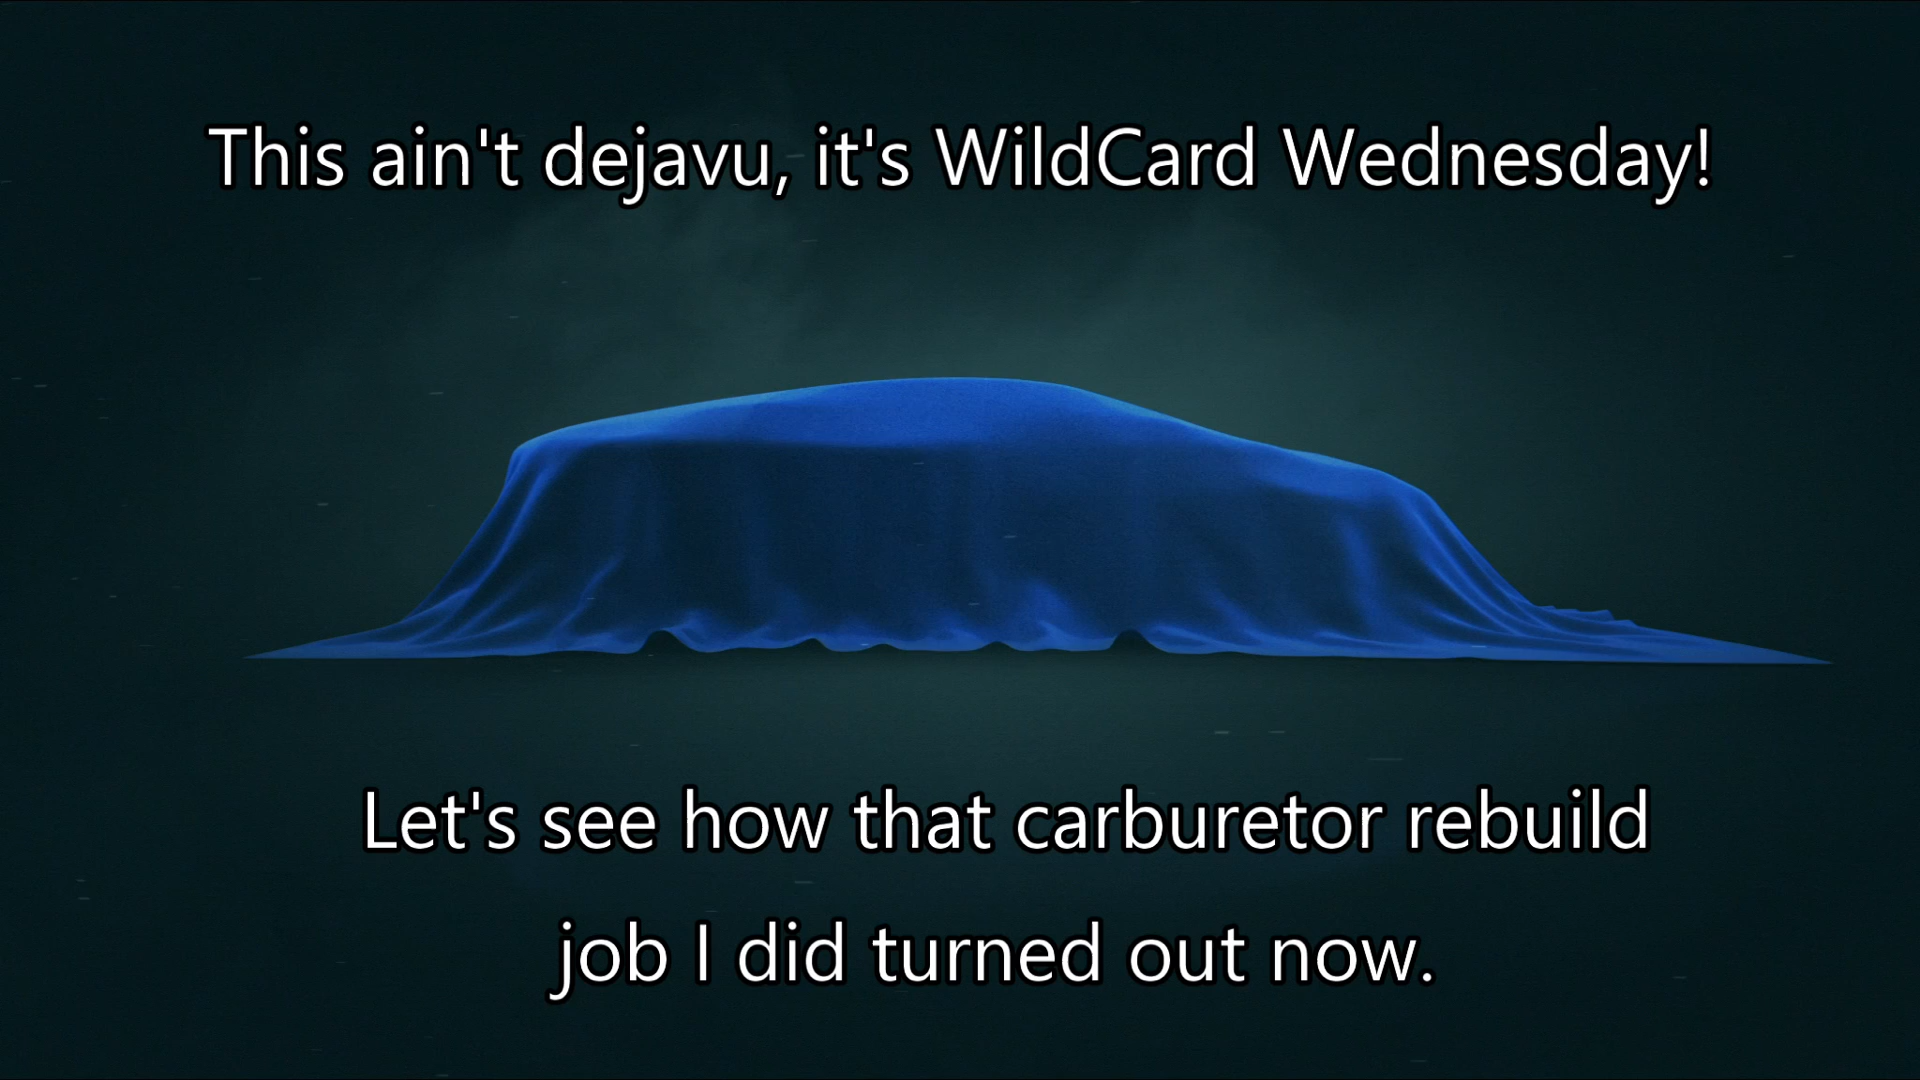 This ain't dejavu, it's WildCard Wednesday!
Let's see how that carburetor rebuild
job I did turned out now.